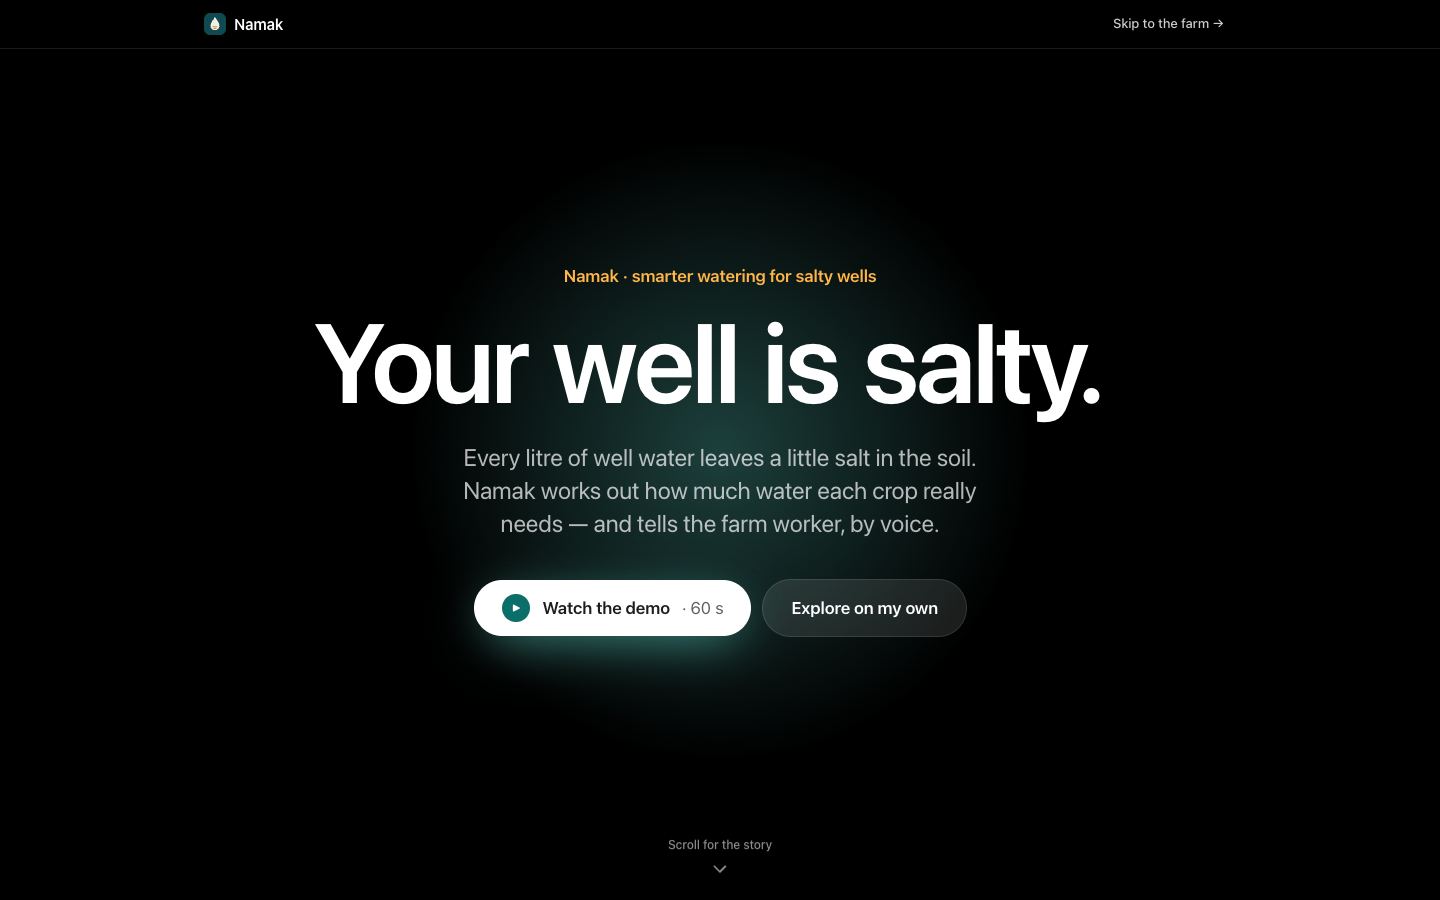 Namak
Skip to the farm →
Namak · smarter watering for salty wells
Your well is salty.
Every litre of well water leaves a little salt in the soil.
Namak works out how much water each crop really
needs — and tells the farm worker, by voice.
Watch the demo · 60 s
Explore on my own
Scroll for the story